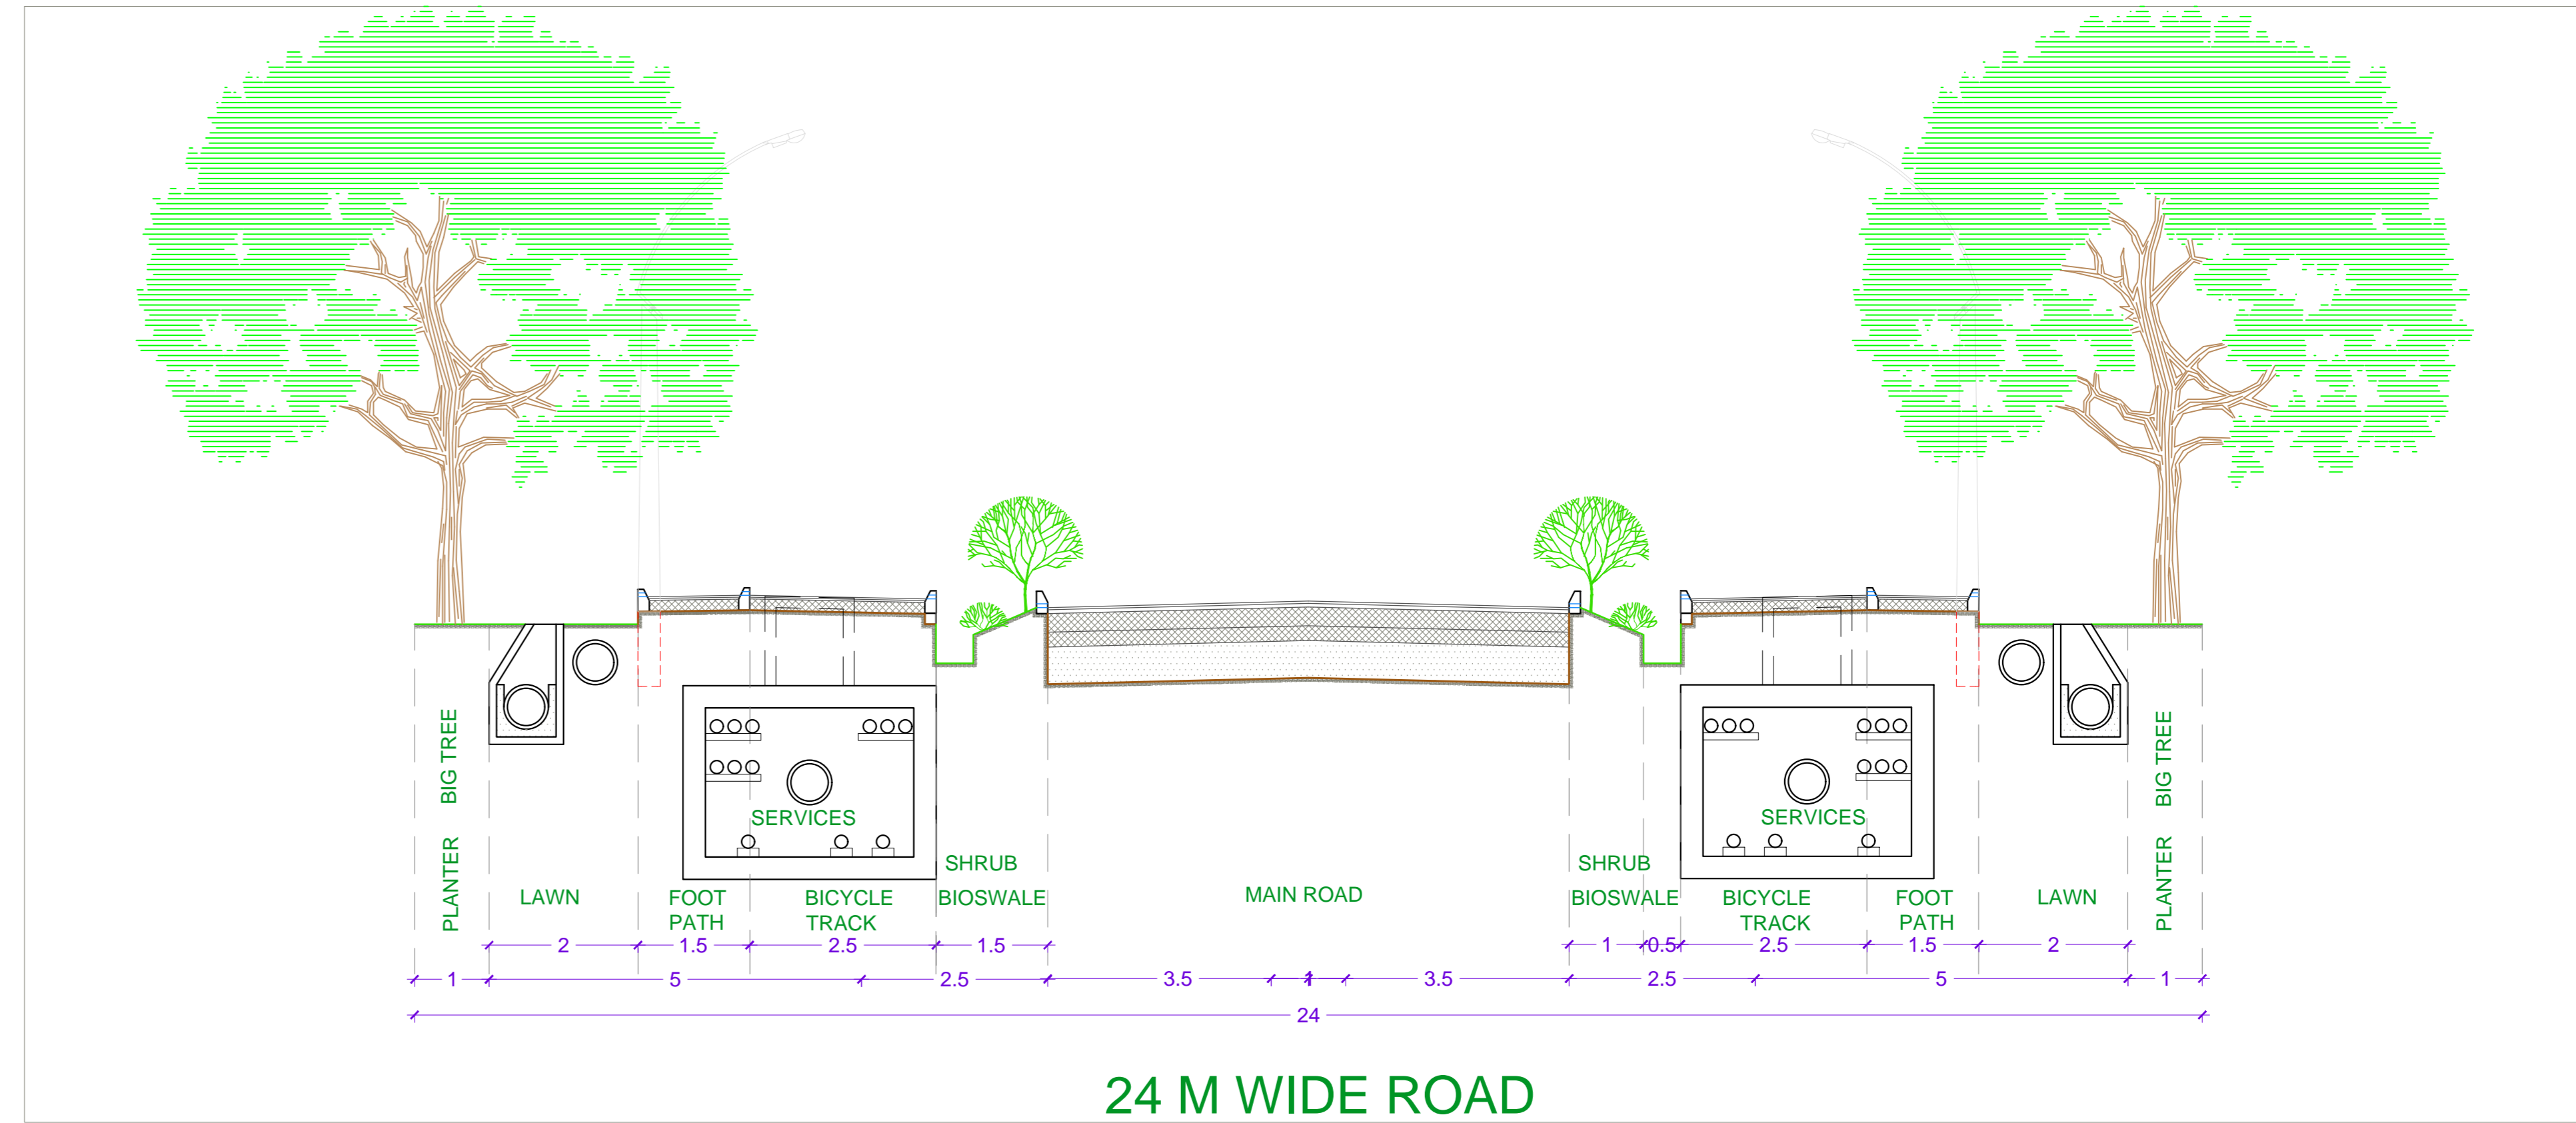 PLANTER BIG TREE
LAWN
FOOT
PATH
SERVICES
BICYCLE
TRACK
SHRUB
BIOSWALE
MAIN ROAD
SHRUB
BIOSWALE
SERVICES
BICYCLE
TRACK
FOOT
PATH
LAWN
PLANTER BIG TREE
2 1.5 2.5 1.5 1 0.5 2.5 1.5 2
1 5 2.5 3.5 1 3.5 2.5 5 1
24
24 M WIDE ROAD